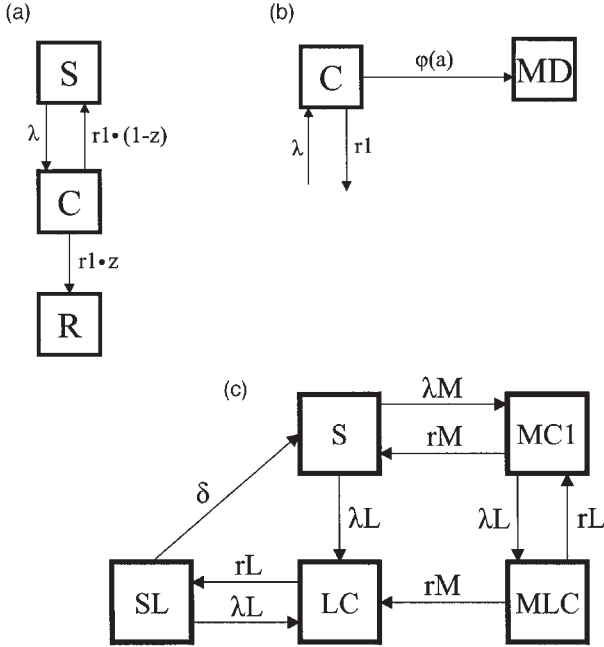 (a)
S
λ
r1•(1-z)
C
r1•z
R
(b)
C
φ(a)
MD
λ
r1
(c)
S
λM
rM
MC1
δ
λL
λL
rL
SL
rL
λL
LC
rM
MLC